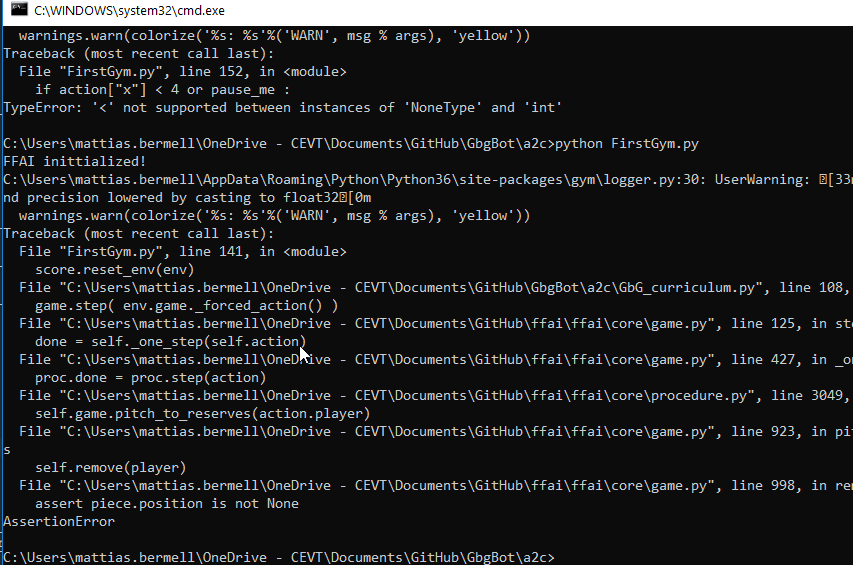 C:\WINDOWS\system32\cmd.exe
warnings.warn(colorize('%s: %s'%('WARN', msg % args), 'yellow'))
Traceback (most recent call last):
File "FirstGym.py", line 152, in <module>
if action["x"] < 4 or pause_me :
TypeError: '<' not supported between instances of 'NoneType' and 'int'
C:\Users\mattias.bermell\OneDrive - CEVT\Documents\GitHub\GbgBot\a2c>python FirstGym.py
FFAI inittialized!
C:\Users\mattias.bermell\AppData\Roaming\Python\Python36\site-packages\gym\logger.py:30: UserWarning: [33m
nd precision lowered by casting to float32[0m
warnings.warn(colorize('%s: %s'%('WARN', msg % args), 'yellow'))
Traceback (most recent call last):
File "FirstGym.py", line 141, in <module>
score.reset_env(env)
File "C:\Users\mattias.bermell\OneDrive - CEVT\Documents\GitHub\GbgBot\a2c\GbG_curriculum.py", line 108,
game.step( env.game._forced_action() )
File "C:\Users\mattias.bermell\OneDrive - CEVT\Documents\GitHub\ffai\ffai\core\game.py", line 125, in ste
done = self._one_step(self.action)
File "C:\Users\mattias.bermell\OneDrive - CEVT\Documents\GitHub\ffai\ffai\core\game.py", line 427, in _on
proc.done = proc.step(action)
File "C:\Users\mattias.bermell\OneDrive - CEVT\Documents\GitHub\ffai\ffai\core\procedure.py", line 3049,
self.game.pitch_to_reserves(action.player)
File "C:\Users\mattias.bermell\OneDrive - CEVT\Documents\GitHub\ffai\ffai\core\game.py", line 923, in pit
s
self.remove(player)
File "C:\Users\mattias.bermell\OneDrive - CEVT\Documents\GitHub\ffai\ffai\core\game.py", line 998, in rem
assert piece.position is not None
AssertionError
C:\Users\mattias.bermell\OneDrive - CEVT\Documents\GitHub\GbgBot\a2c>